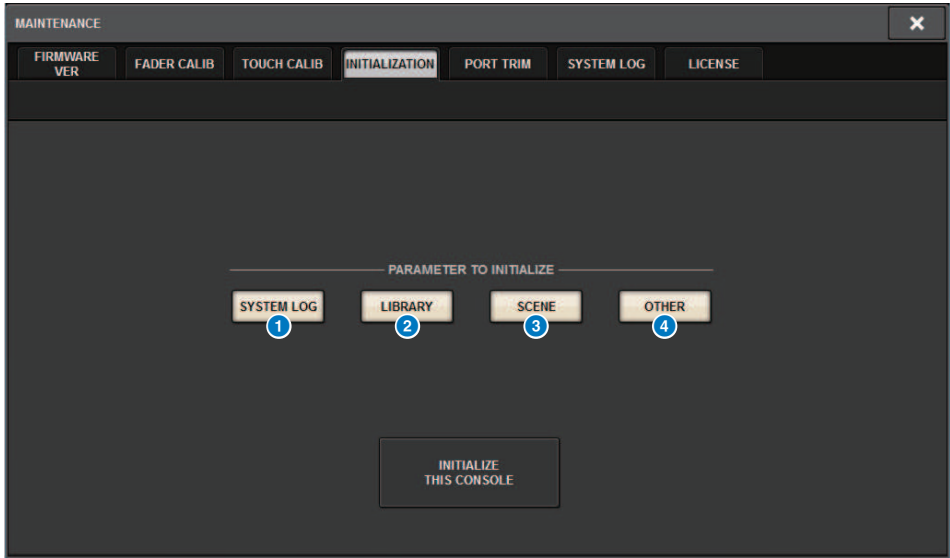 MAINTENANCE
×
FIRMWARE
VER
FADER CALIB
TOUCH CALIB
INITIALIZATION
PORT TRIM
SYSTEM LOG
LICENSE
PARAMETER TO INITIALIZE
SYSTEM LOG
LIBRARY
SCENE
OTHER
1
2
3
4
INITIALIZE
THIS CONSOLE